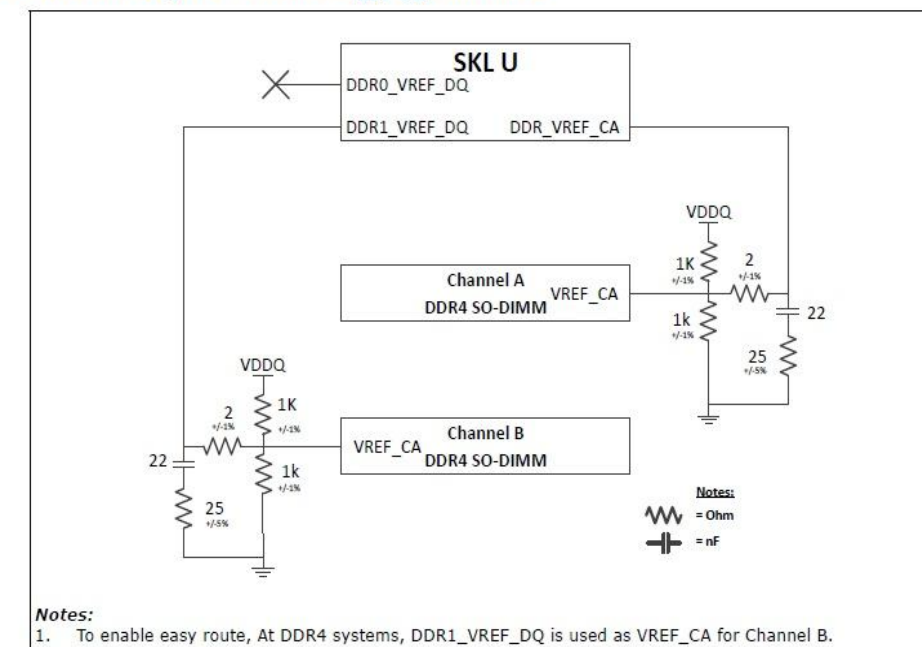 SKL U
DDR0_VREF_DQ
DDR1_VREF_DQ DDR_VREF_CA
VDDQ
1K
+/-1%
2
+/-1%
Channel A
VREF_CA
DDR4 SO-DIMM
1k
+/-1%
22
25
+/-5%
VDDQ
2
+/-1%
1K
+/-1%
Channel B
VREF_CA
DDR4 SO-DIMM
22
1k
+/-1%
25
+/-5%
Notes:
= Ohm
= nF
Notes:
1. To enable easy route, At DDR4 systems, DDR1_VREF_DQ is used as VREF_CA for Channel B.